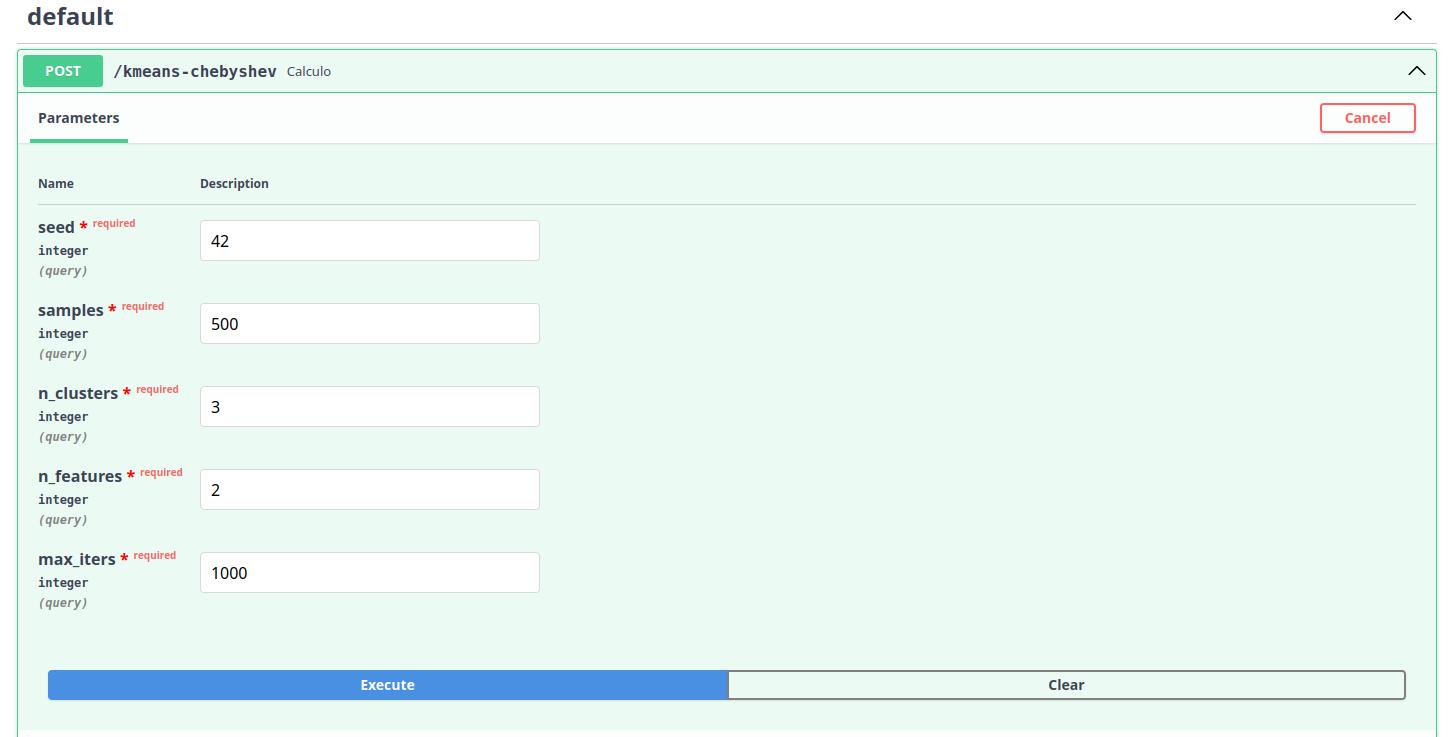 default
POST /kmeans-chebyshev Calculo
Parameters
Cancel
Name Description
seed * required
integer
(query)
42
samples * required
integer
(query)
500
n_clusters * required
integer
(query)
3
n_features * required
integer
(query)
2
max_iters * required
integer
(query)
1000
Execute
Clear